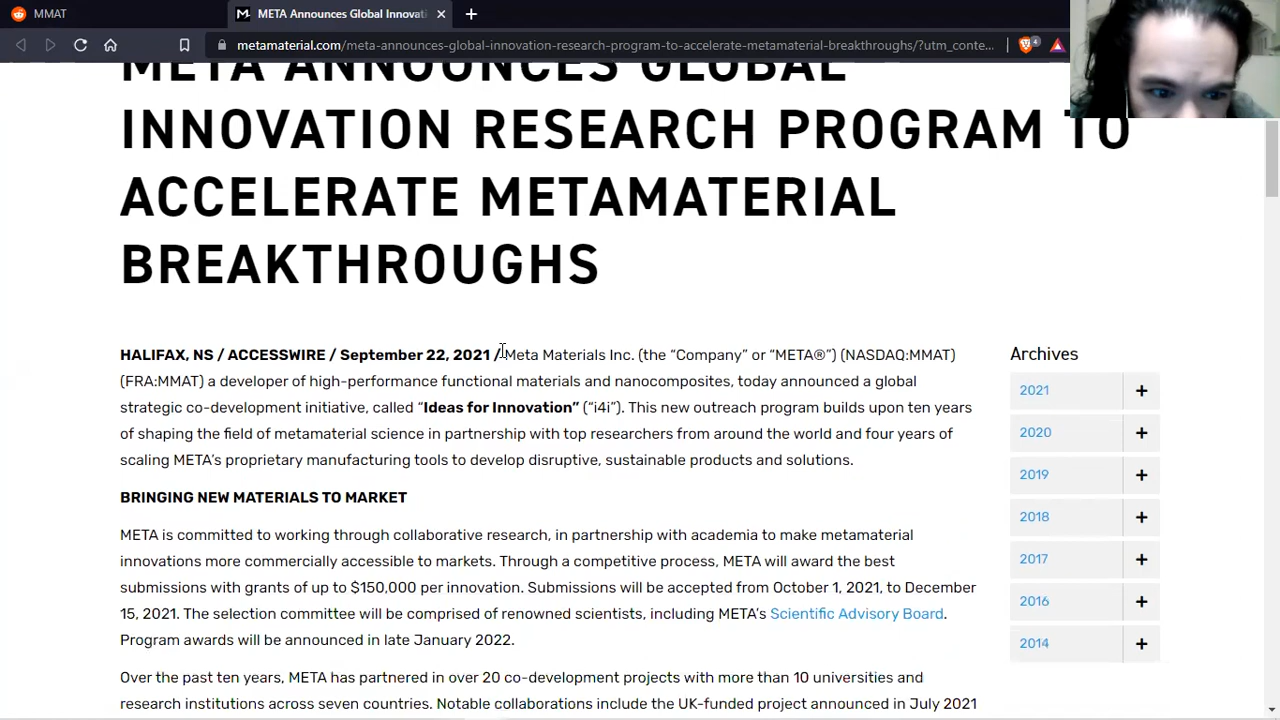 MMAT
META Announces Global Innovati
metamaterial.com/meta-announces-global-innovation-research-program-to-accelerate-metamaterial-breakthroughs/?utm_conte...
4
META ANNOUNCES GLOBAL
INNOVATION RESEARCH PROGRAM TO
ACCELERATE METAMATERIAL
BREAKTHROUGHS
HALIFAX, NS / ACCESSWIRE / September 22, 2021 / Meta Materials Inc. (the “Company” or “META®”) (NASDAQ:MMAT)
(FRA:MMAT) a developer of high-performance functional materials and nanocomposites, today announced a global
strategic co-development initiative, called “Ideas for Innovation” (“i4i”). This new outreach program builds upon ten years
of shaping the field of metamaterial science in partnership with top researchers from around the world and four years of
scaling META’s proprietary manufacturing tools to develop disruptive, sustainable products and solutions.
BRINGING NEW MATERIALS TO MARKET
META is committed to working through collaborative research, in partnership with academia to make metamaterial
innovations more commercially accessible to markets. Through a competitive process, META will award the best
submissions with grants of up to $150,000 per innovation. Submissions will be accepted from October 1, 2021, to December
15, 2021. The selection committee will be comprised of renowned scientists, including META’s Scientific Advisory Board.
Program awards will be announced in late January 2022.
Over the past ten years, META has partnered in over 20 co-development projects with more than 10 universities and
research institutions across seven countries. Notable collaborations include the UK-funded project announced in July 2021
Archives
2021 +
2020 +
2019 +
2018 +
2017 +
2016 +
2014 +